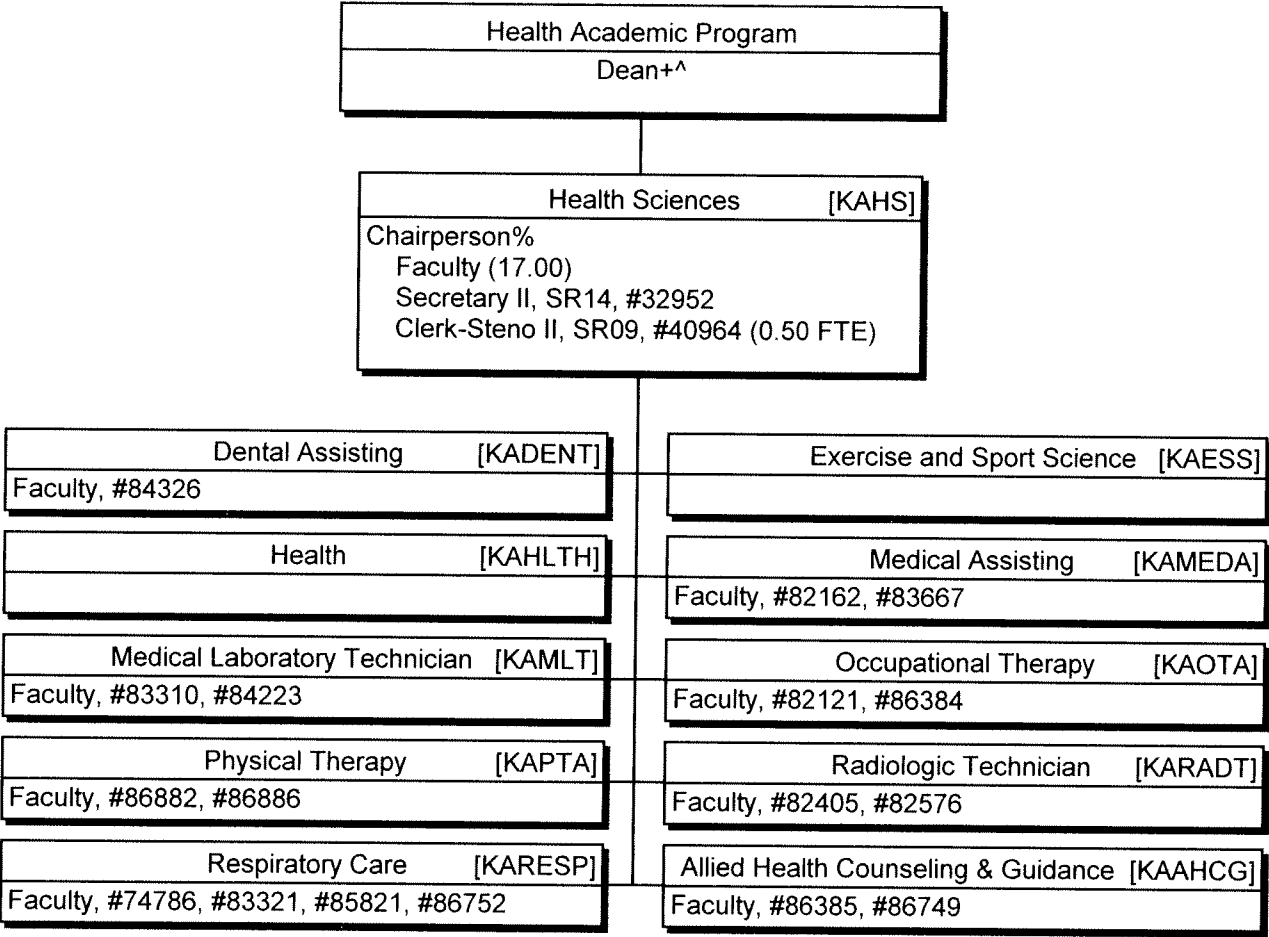 Health Academic Program
Dean+^
Health Sciences [KAHS]
Chairperson%
Faculty (17.00)
Secretary II, SR14, #32952
Clerk-Steno II, SR09, #40964 (0.50 FTE)
Dental Assisting [KADENT]
Faculty, #84326
Exercise and Sport Science [KAESS]
Health [KAHLTH]
Medical Assisting [KAMEDA]
Faculty, #82162, #83667
Medical Laboratory Technician [KAMLT]
Faculty, #83310, #84223
Occupational Therapy [KAOTA]
Faculty, #82121, #86384
Physical Therapy [KAPTA]
Faculty, #86882, #86886
Radiologic Technician [KARADT]
Faculty, #82405, #82576
Respiratory Care [KARESP]
Faculty, #74786, #83321, #85821, #86752
Allied Health Counseling & Guidance [KAAHCG]
Faculty, #86385, #86749